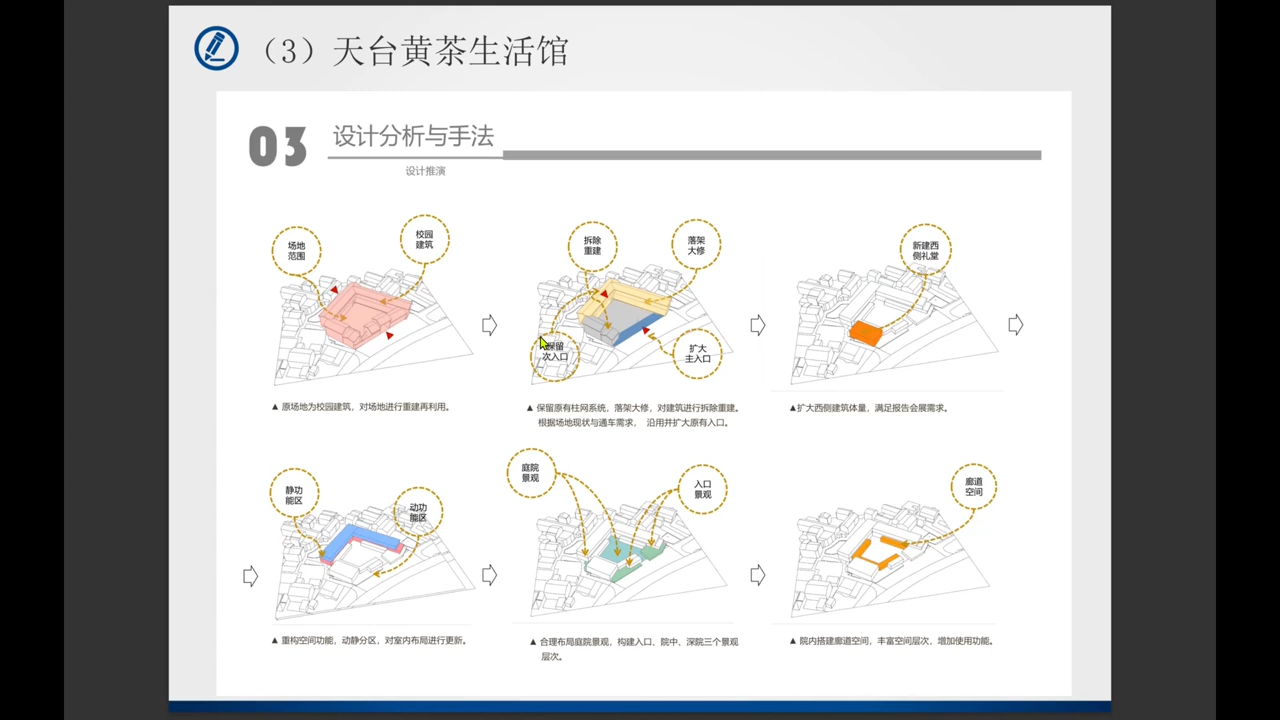 （3）天台黄茶生活馆
03
设计分析与手法
设计推演
场地
范围
校园
建筑
拆除
重建
落架
大修
保留
次入口
扩大
主入口
新建西
侧礼堂
▲ 原场地为校园建筑，对场地进行重建再利用。
▲ 保留原有柱网系统，落架大修，对建筑进行拆除重建。
根据场地现状与通车需求， 沿用并扩大原有入口。
▲扩大西侧建筑体量，满足报告会展需求。
静功
能区
动功
能区
庭院
景观
入口
景观
廊道
空间
▲ 重构空间功能，动静分区，对室内布局进行更新。
▲ 合理布局庭院景观，构建入口、院中、深院三个景观
层次。
▲ 院内搭建廊道空间，丰富空间层次，增加使用功能。